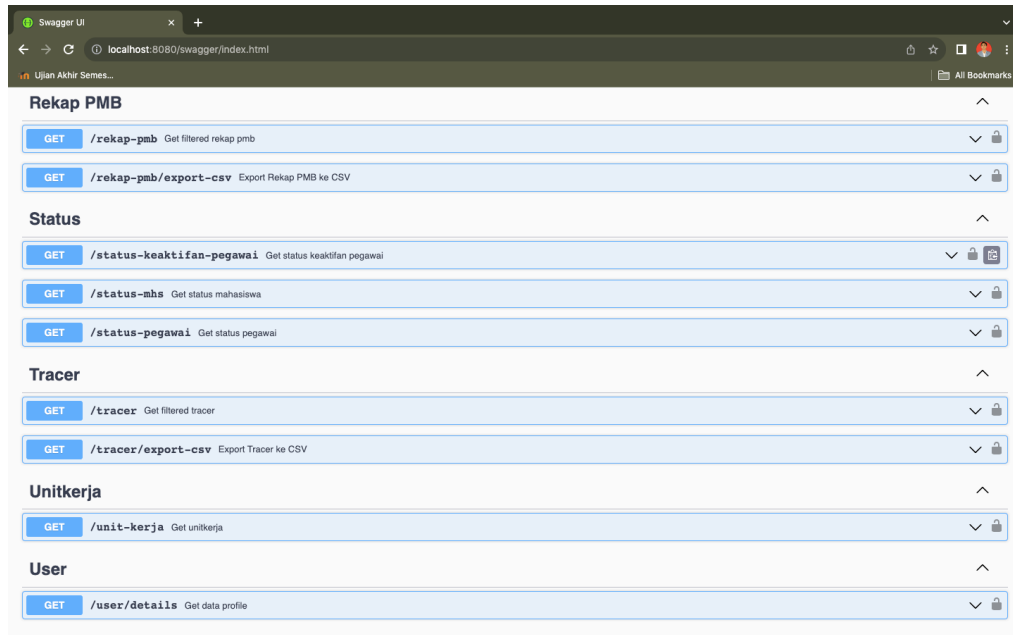 Swagger UI
localhost:8080/swagger/index.html
Ujian Akhir Semes...
All Bookmarks
Rekap PMB
GET /rekap-pmb Get filtered rekap pmb
GET /rekap-pmb/export-csv Export Rekap PMB ke CSV
Status
GET /status-keaktifan-pegawai Get status keaktifan pegawai
GET /status-mhs Get status mahasiswa
GET /status-pegawai Get status pegawai
Tracer
GET /tracer Get filtered tracer
GET /tracer/export-csv Export Tracer ke CSV
Unitkerja
GET /unit-kerja Get unitkerja
User
GET /user/details Get data profile